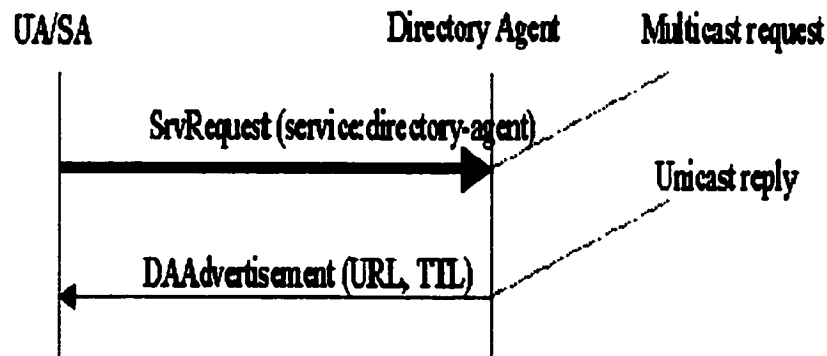 UA/SA
Directory Agent
Multicast request
SrvRequest (service:directory-agent)
Unicast reply
DAAdvertisement (URL, TTL)